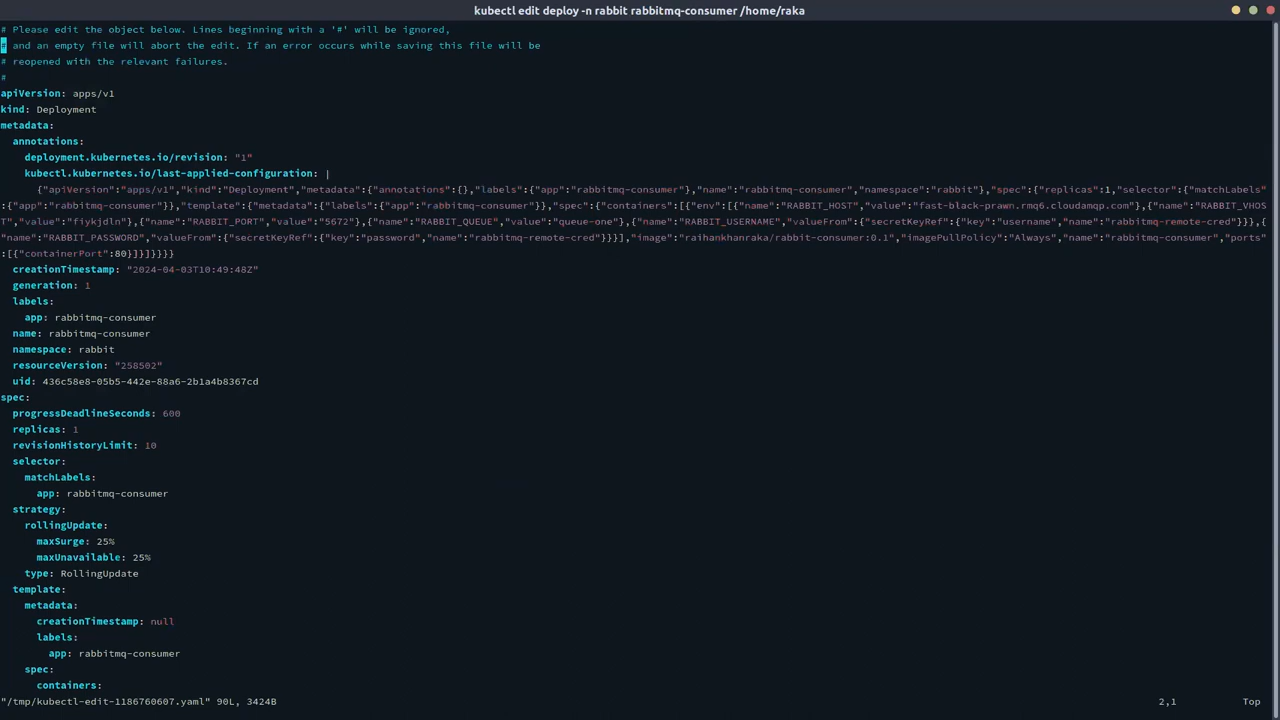 kubectl edit deploy -n rabbit rabbitmq-consumer /home/raka
# Please edit the object below. Lines beginning with a '#' will be ignored,
# and an empty file will abort the edit. If an error occurs while saving this file will be
# reopened with the relevant failures.
#
apiVersion: apps/v1
kind: Deployment
metadata:
  annotations:
    deployment.kubernetes.io/revision: "1"
    kubectl.kubernetes.io/last-applied-configuration: |
      {"apiVersion":"apps/v1","kind":"Deployment","metadata":{"annotations":{},"labels":{"app":"rabbitmq-consumer"},"name":"rabbitmq-consumer","namespace":"rabbit"},"spec":{"replicas":1,"selector":{"matchLabels"
:{"app":"rabbitmq-consumer"}},"template":{"metadata":{"labels":{"app":"rabbitmq-consumer"}},"spec":{"containers":[{"env":[{"name":"RABBIT_HOST","value":"fast-black-prawn.rmq6.cloudamqp.com"},{"name":"RABBIT_VHOS
T","value":"fiykjdln"},{"name":"RABBIT_PORT","value":"5672"},{"name":"RABBIT_QUEUE","value":"queue-one"},{"name":"RABBIT_USERNAME","valueFrom":{"secretKeyRef":{"key":"username","name":"rabbitmq-remote-cred"}}},{
"name":"RABBIT_PASSWORD","valueFrom":{"secretKeyRef":{"key":"password","name":"rabbitmq-remote-cred"}}}],"image":"raihankhanraka/rabbit-consumer:0.1","imagePullPolicy":"Always","name":"rabbitmq-consumer","ports"
:[{"containerPort":80}]}]}}}}
  creationTimestamp: "2024-04-03T10:49:48Z"
  generation: 1
  labels:
    app: rabbitmq-consumer
  name: rabbitmq-consumer
  namespace: rabbit
  resourceVersion: "258502"
  uid: 436c58e8-05b5-442e-88a6-2b1a4b8367cd
spec:
  progressDeadlineSeconds: 600
  replicas: 1
  revisionHistoryLimit: 10
  selector:
    matchLabels:
      app: rabbitmq-consumer
  strategy:
    rollingUpdate:
      maxSurge: 25%
      maxUnavailable: 25%
    type: RollingUpdate
  template:
    metadata:
      creationTimestamp: null
      labels:
        app: rabbitmq-consumer
    spec:
      containers:
"/tmp/kubectl-edit-1186760607.yaml" 90L, 3424B 2,1 Top